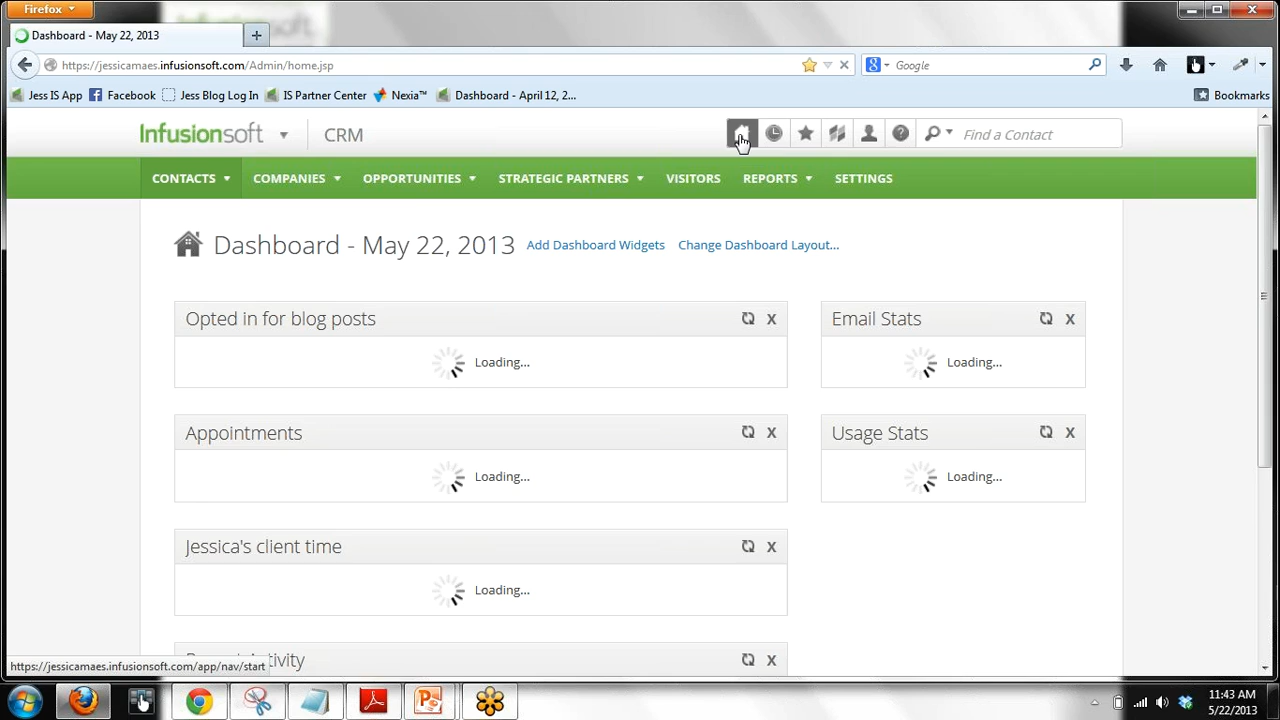 Firefox
Dashboard - May 22, 2013
https://jessicamaes.infusionsoft.com/Admin/home.jsp
Google
Jess IS App Facebook Jess Blog Log In IS Partner Center Nexia™ Dashboard - April 12, 2... Bookmarks
Infusionsoft CRM Find a Contact
CONTACTS COMPANIES OPPORTUNITIES STRATEGIC PARTNERS VISITORS REPORTS SETTINGS
Dashboard - May 22, 2013 Add Dashboard Widgets Change Dashboard Layout...
Opted in for blog posts X
Loading...
Email Stats X
Loading...
Appointments X
Loading...
Usage Stats X
Loading...
Jessica's client time X
Loading...
X
https://jessicamaes.infusionsoft.com/app/nav/start
11:43 AM
5/22/2013